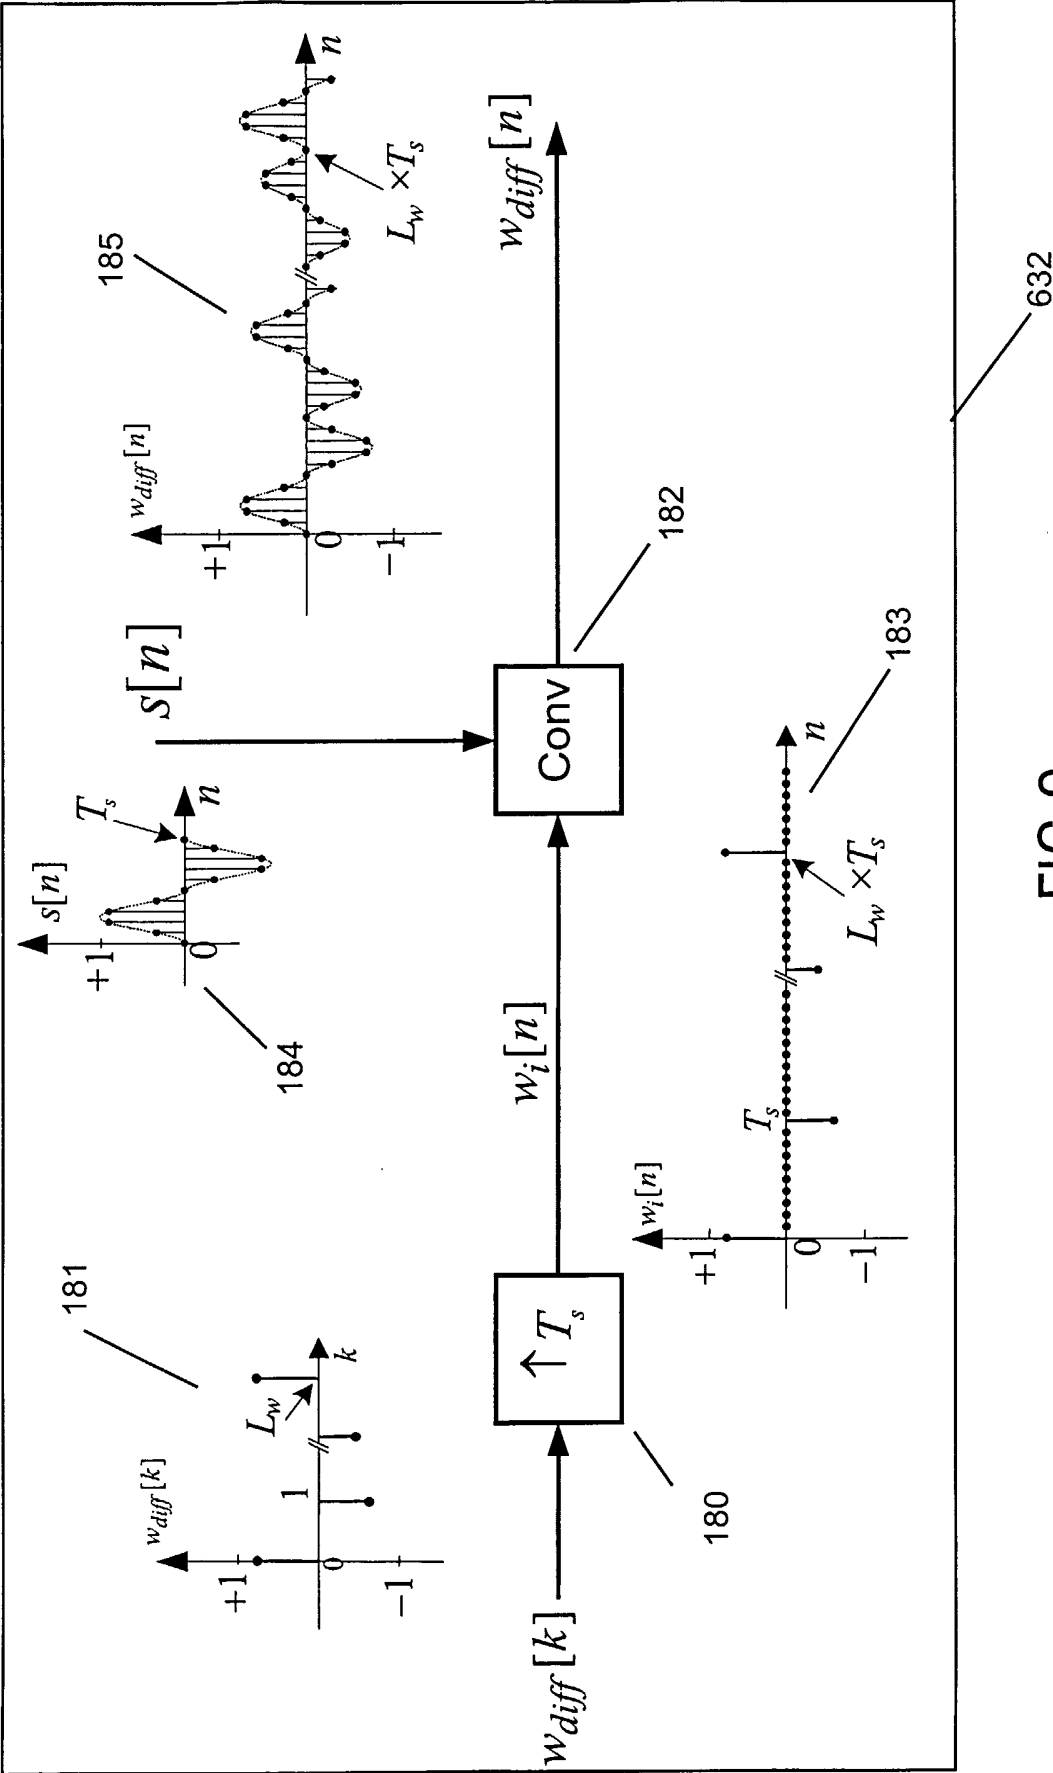 181
w_diff[k]
+1
0
−1
1
L_w
k
184
s[n]
+1
0
T_s
n
s[n]
185
w_diff[n]
+1
0
−1
L_w ×T_s
n
w_diff[k]
↑ T_s
180
w_i[n]
Conv
182
w_diff[n]
w_i[n]
+1
0
−1
T_s
L_w ×T_s
n
183
632